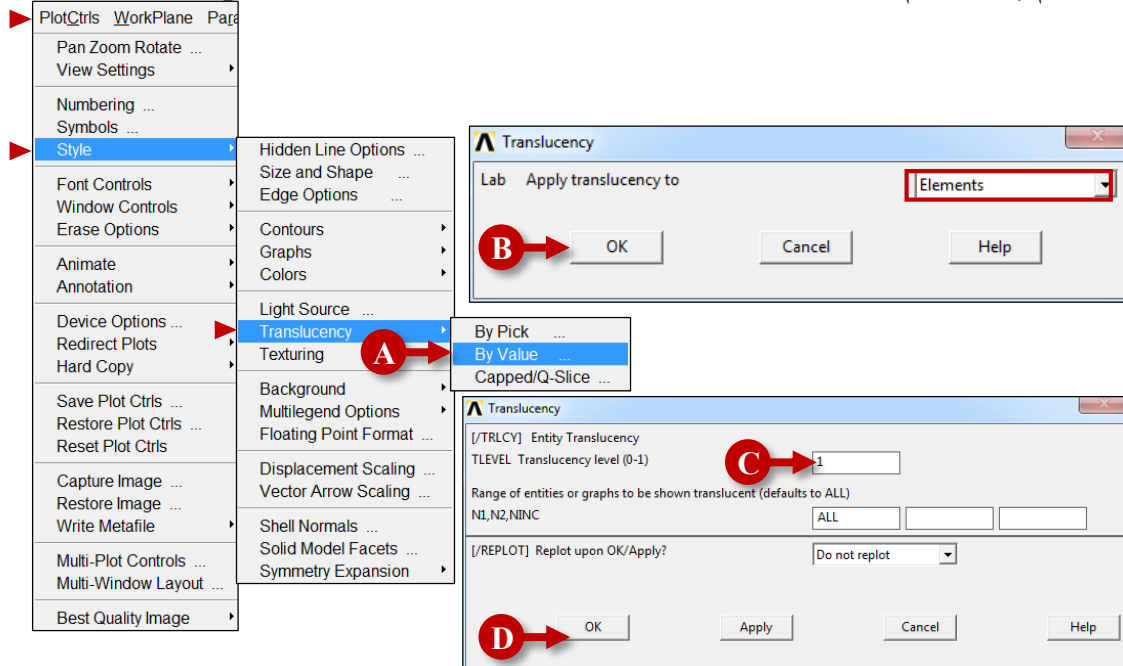 PlotCtrls WorkPlane Para
Pan Zoom Rotate ...
View Settings
Numbering ...
Symbols ...
Style
Font Controls
Window Controls
Erase Options
Animate
Annotation
Device Options ...
Redirect Plots
Hard Copy
Save Plot Ctrls ...
Restore Plot Ctrls ...
Reset Plot Ctrls
Capture Image ...
Restore Image ...
Write Metafile
Multi-Plot Controls ...
Multi-Window Layout ...
Best Quality Image
Hidden Line Options ...
Size and Shape ...
Edge Options ...
Contours
Graphs
Colors
Light Source ...
Translucency
Texturing
Background
Multilegend Options
Floating Point Format ...
Displacement Scaling ...
Vector Arrow Scaling ...
Shell Normals ...
Solid Model Facets ...
Symmetry Expansion
A
By Pick ...
By Value ...
Capped/Q-Slice ...
Translucency
Lab Apply translucency to Elements
B OK Cancel Help
Translucency
[/TRLCY] Entity Translucency
TLEVEL Translucency level (0-1) C 1
Range of entities or graphs to be shown translucent (defaults to ALL)
N1,N2,NINC ALL
[/REPLOT] Replot upon OK/Apply? Do not replot
D OK Apply Cancel Help